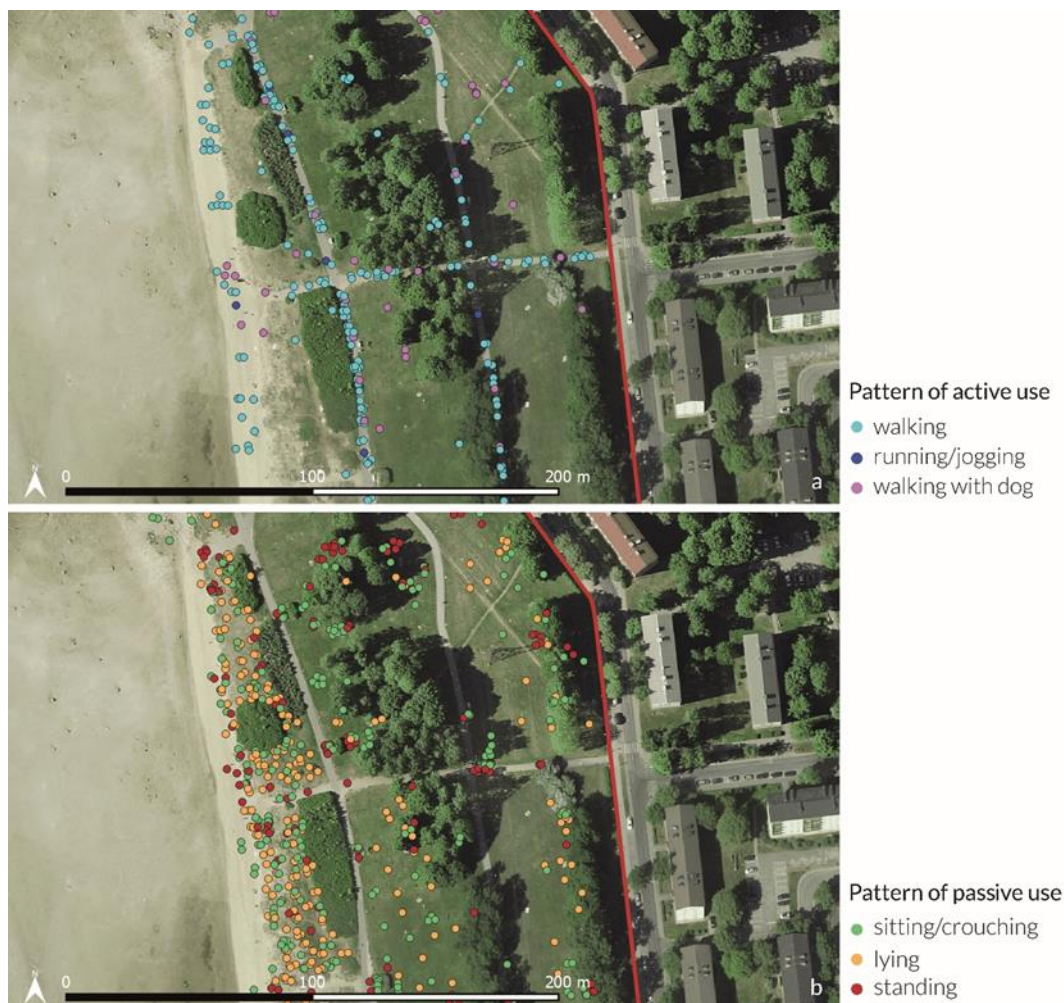 Pattern of active use
walking
running/jogging
walking with dog
N
0
100
200 m
a
Pattern of passive use
sitting/crouching
lying
standing
N
0
100
200 m
b